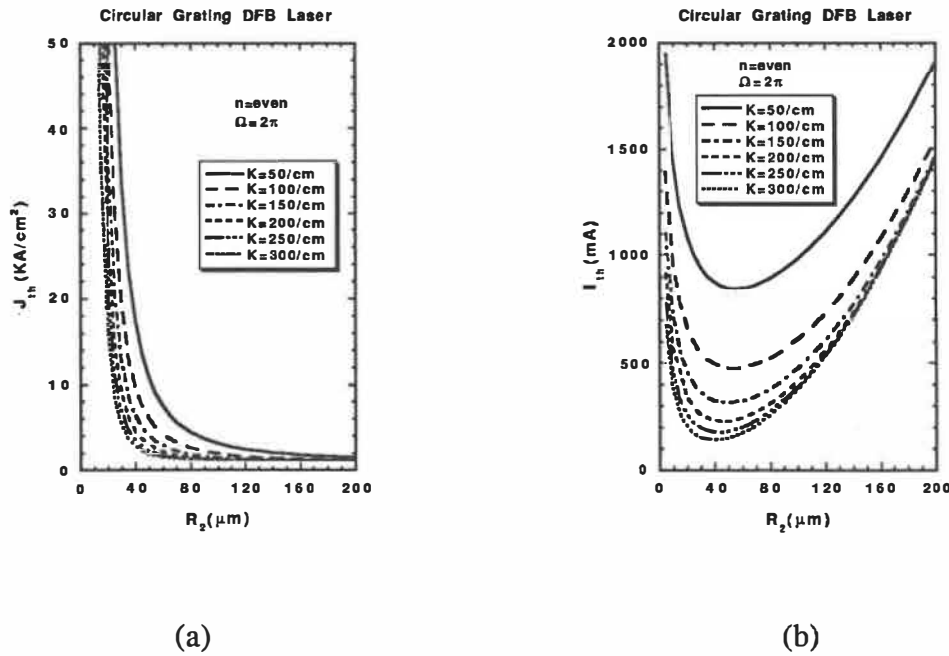 Circular Grating DFB Laser
50
40
30
20
10
0
0
40
80
120
160
200
J_th (KA/cm²)
R₂(μm)
n=even
Ω=2π
K=50/cm
K=100/cm
K=150/cm
K=200/cm
K=250/cm
K=300/cm
(a)
Circular Grating DFB Laser
2000
1500
1000
500
0
0
40
80
120
160
200
I_th (mA)
R₂(μm)
n=even
Ω=2π
K=50/cm
K=100/cm
K=150/cm
K=200/cm
K=250/cm
K=300/cm
(b)